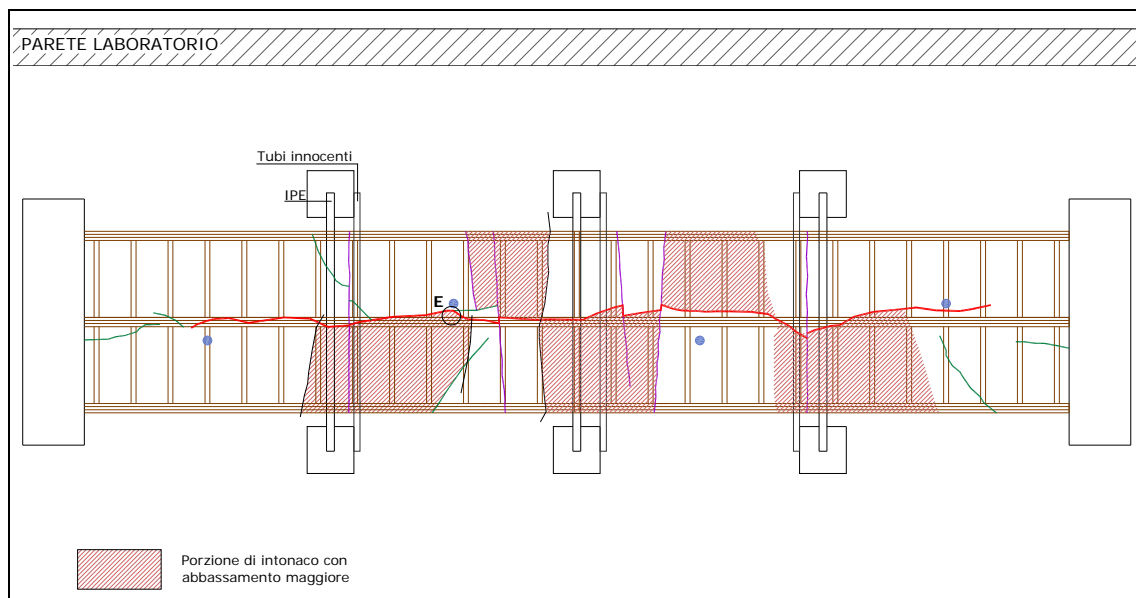 PARETE LABORATORIO
Tubi innocenti
IPE
E
Porzione di intonaco con
abbassamento maggiore